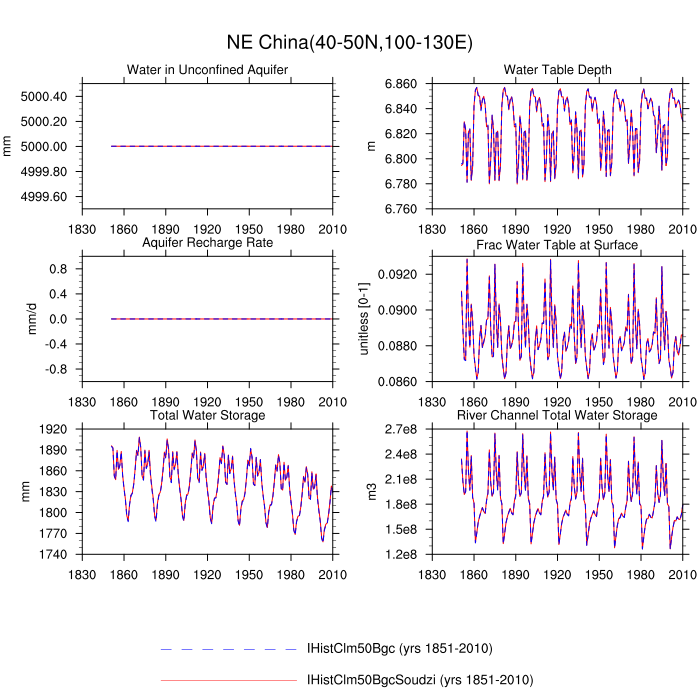 NE China(40-50N,100-130E)
Water in Unconfined Aquifer
mm
5000.40
5000.20
5000.00
4999.80
4999.60
1830 1860 1890 1920 1950 1980 2010
Water Table Depth
m
6.860
6.840
6.820
6.800
6.780
6.760
1830 1860 1890 1920 1950 1980 2010
Aquifer Recharge Rate
mm/d
0.8
0.4
0.0
-0.4
-0.8
1830 1860 1890 1920 1950 1980 2010
Frac Water Table at Surface
unitless [0-1]
0.0920
0.0900
0.0880
0.0860
1830 1860 1890 1920 1950 1980 2010
Total Water Storage
mm
1920
1890
1860
1830
1800
1770
1740
1830 1860 1890 1920 1950 1980 2010
River Channel Total Water Storage
m3
2.7e8
2.4e8
2.1e8
1.8e8
1.5e8
1.2e8
1830 1860 1890 1920 1950 1980 2010
IHistClm50Bgc (yrs 1851-2010)
IHistClm50BgcSoudzi (yrs 1851-2010)